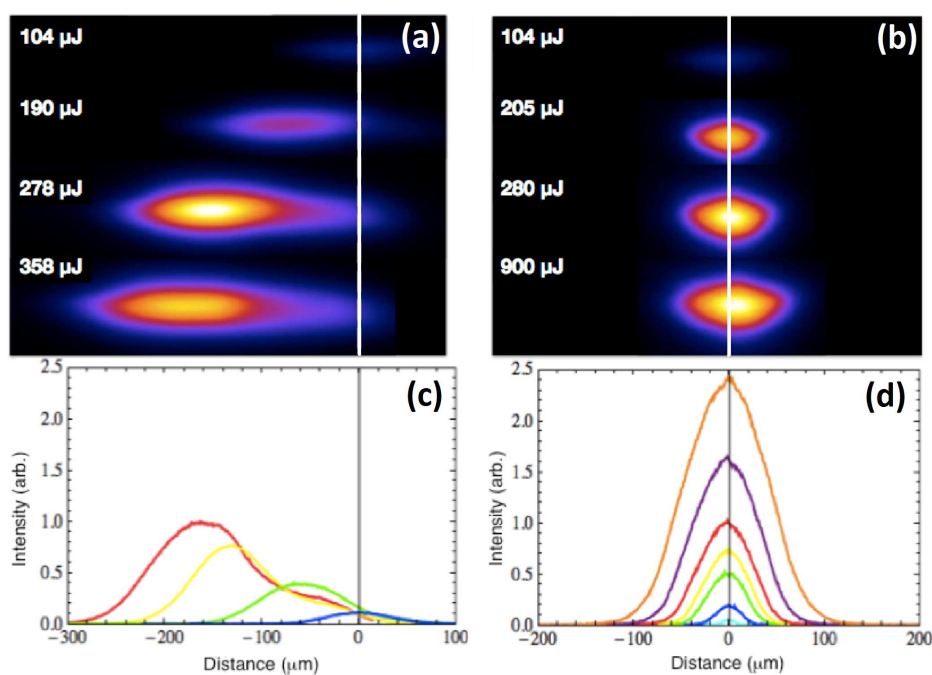 104 µJ
(a)
190 µJ
278 µJ
358 µJ
104 µJ
(b)
205 µJ
280 µJ
900 µJ
(c)
2.5
2.0
1.5
1.0
0.5
0.0
Intensity (arb.)
−300 −200 −100 0 100
Distance (µm)
(d)
2.5
2.0
1.5
1.0
0.5
0.0
Intensity (arb.)
−200 −100 0 100 200
Distance (µm)